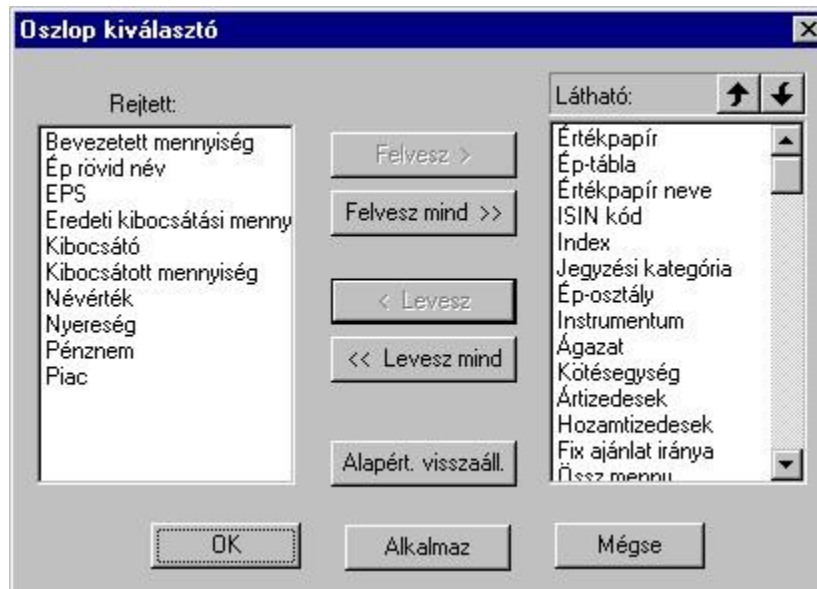 Oszlop kiválasztó
Rejtett:
Bevezetett mennyiség
Ép rövid név
EPS
Eredeti kibocsátási menny
Kibocsátó
Kibocsátott mennyiség
Névérték
Nyereség
Pénznem
Piac
Felvesz >
Felvesz mind >>
< Levesz
<< Levesz mind
Alapért. visszaáll.
Látható:
Értékpapír
Ép-tábla
Értékpapír neve
ISIN kód
Index
Jegyzési kategória
Ép-osztály
Instrumentum
Ágazat
Kötésegység
Ártizedesek
Hozamtizedesek
Fix ajánlat iránya
Össz mennu
OK
Alkalmaz
Mégse